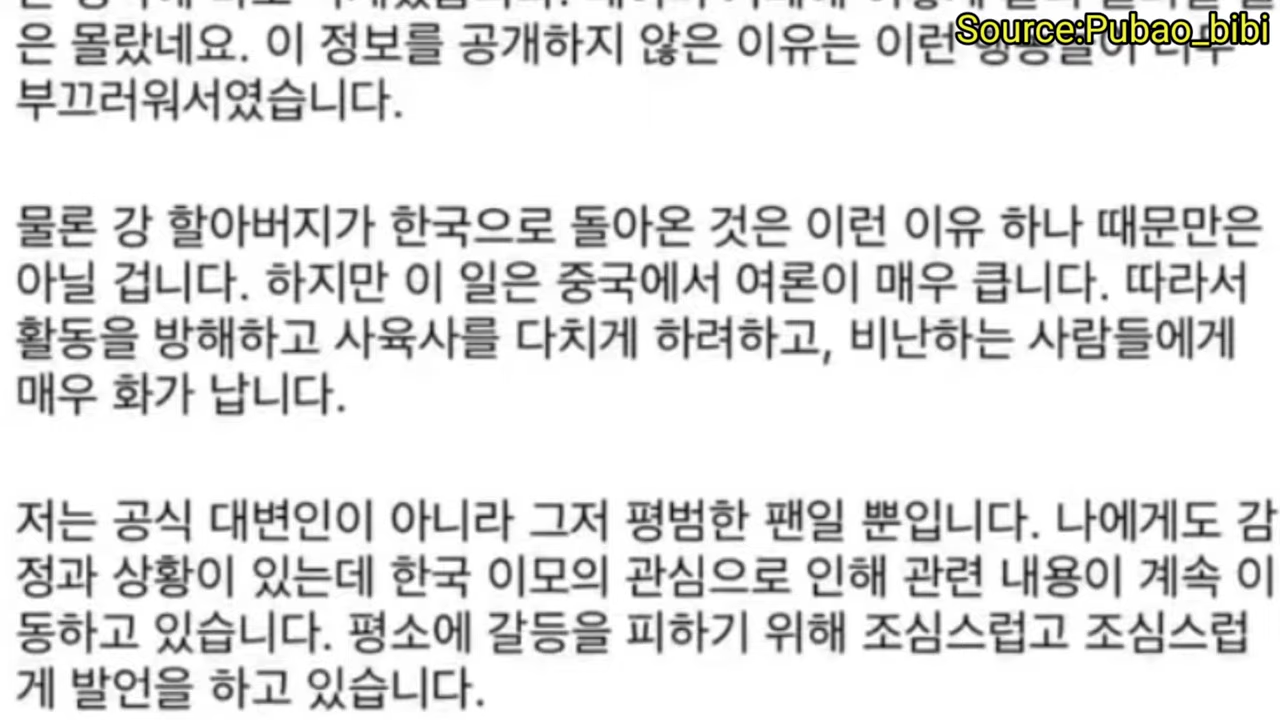 Source:Pubao_bibi
은 몰랐네요. 이 정보를 공개하지 않은 이유는 이런
부끄러워서였습니다.
물론 강 할아버지가 한국으로 돌아온 것은 이런 이유 하나 때문만은
아닐 겁니다. 하지만 이 일은 중국에서 여론이 매우 큽니다. 따라서
활동을 방해하고 사육사를 다치게 하려하고, 비난하는 사람들에게
매우 화가 납니다.
저는 공식 대변인이 아니라 그저 평범한 팬일 뿐입니다. 나에게도 감
정과 상황이 있는데 한국 이모의 관심으로 인해 관련 내용이 계속 이
동하고 있습니다. 평소에 갈등을 피하기 위해 조심스럽고 조심스럽
게 발언을 하고 있습니다.